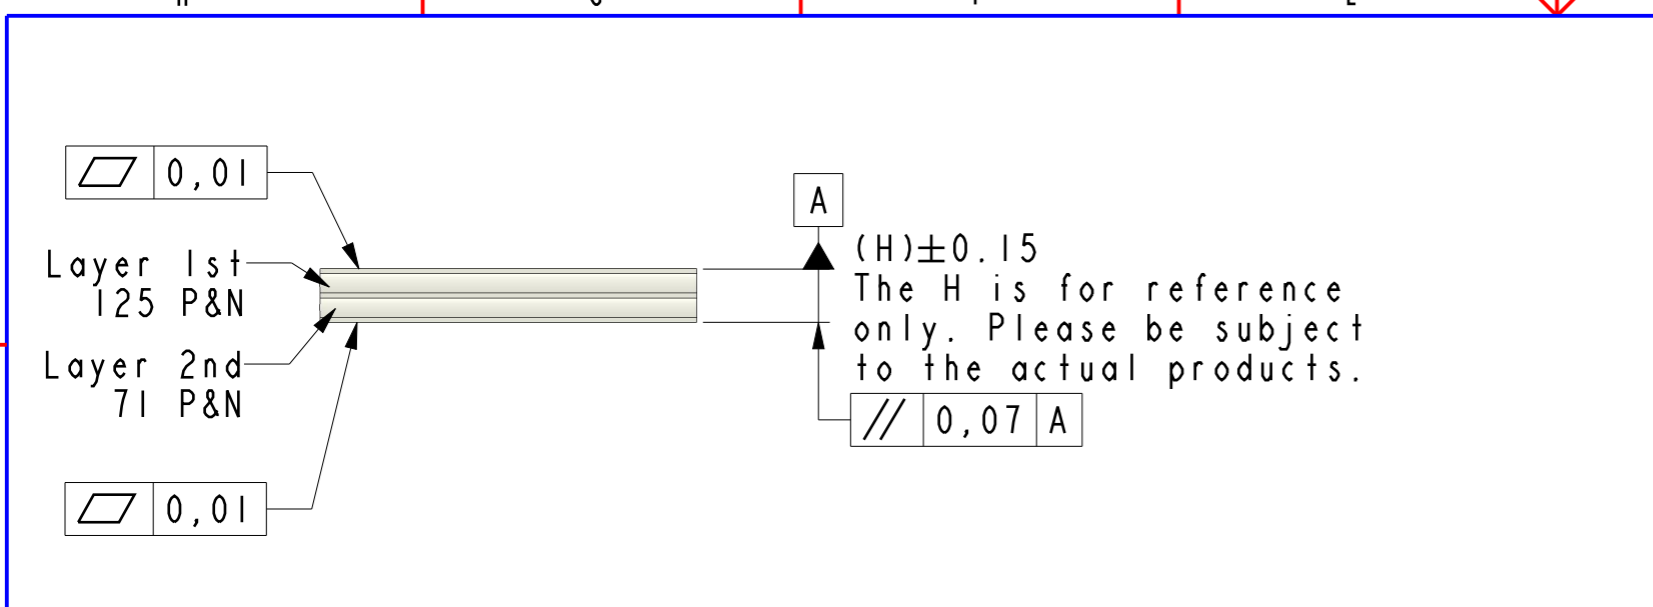 0,01
A
(H)±0.15
The H is for reference
only. Please be subject
to the actual products.
Layer 1st
125 P&N
Layer 2nd
71 P&N
// 0,07 A
0,01